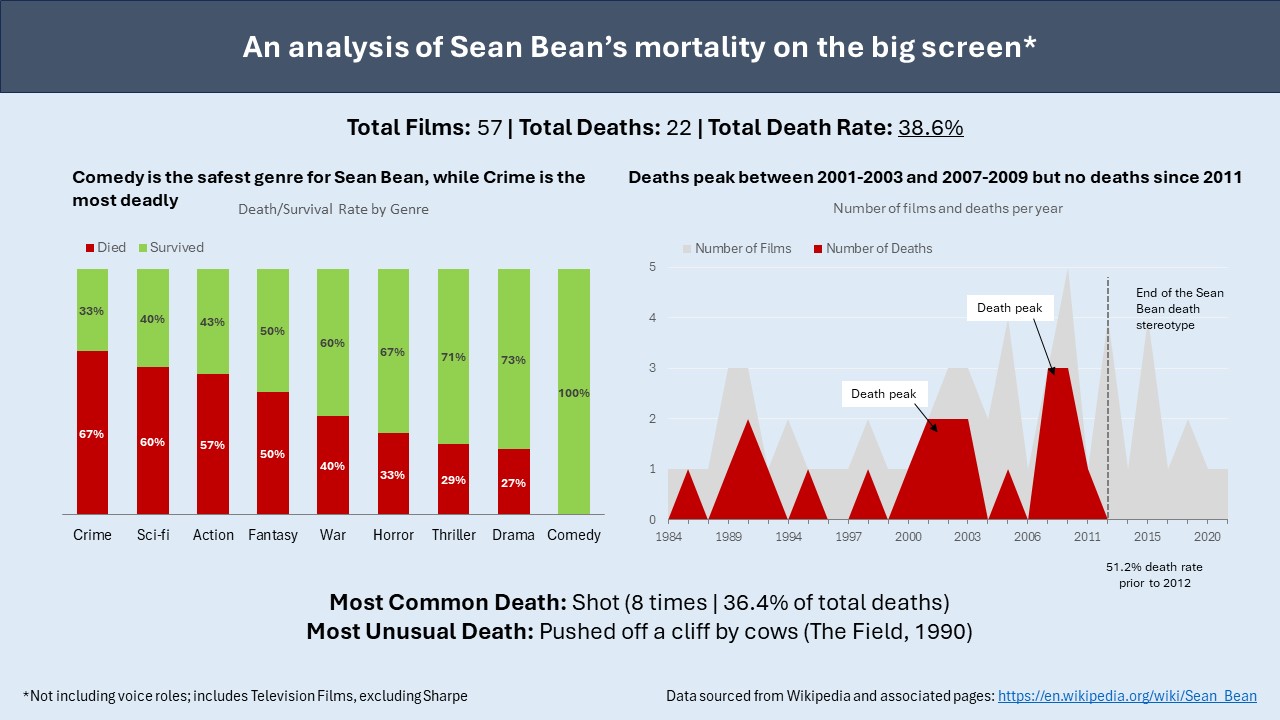 An analysis of Sean Bean’s mortality on the big screen*
Total Films: 57 | Total Deaths: 22 | Total Death Rate: 38.6%
Comedy is the safest genre for Sean Bean, while Crime is the
most deadly
Death/Survival Rate by Genre
Died Survived
33% 40% 43% 50% 60% 67% 71% 73% 100%
67% 60% 57% 50% 40% 33% 29% 27%
Crime Sci-fi Action Fantasy War Horror Thriller Drama Comedy
Deaths peak between 2001-2003 and 2007-2009 but no deaths since 2011
Number of films and deaths per year
Number of Films Number of Deaths
5
4
3
2
1
0
Death peak
Death peak
End of the Sean
Bean death
stereotype
1984 1989 1994 1997 2000 2003 2006 2011 2015 2020
51.2% death rate
prior to 2012
Most Common Death: Shot (8 times | 36.4% of total deaths)
Most Unusual Death: Pushed off a cliff by cows (The Field, 1990)
*Not including voice roles; includes Television Films, excluding Sharpe
Data sourced from Wikipedia and associated pages: https://en.wikipedia.org/wiki/Sean_Bean